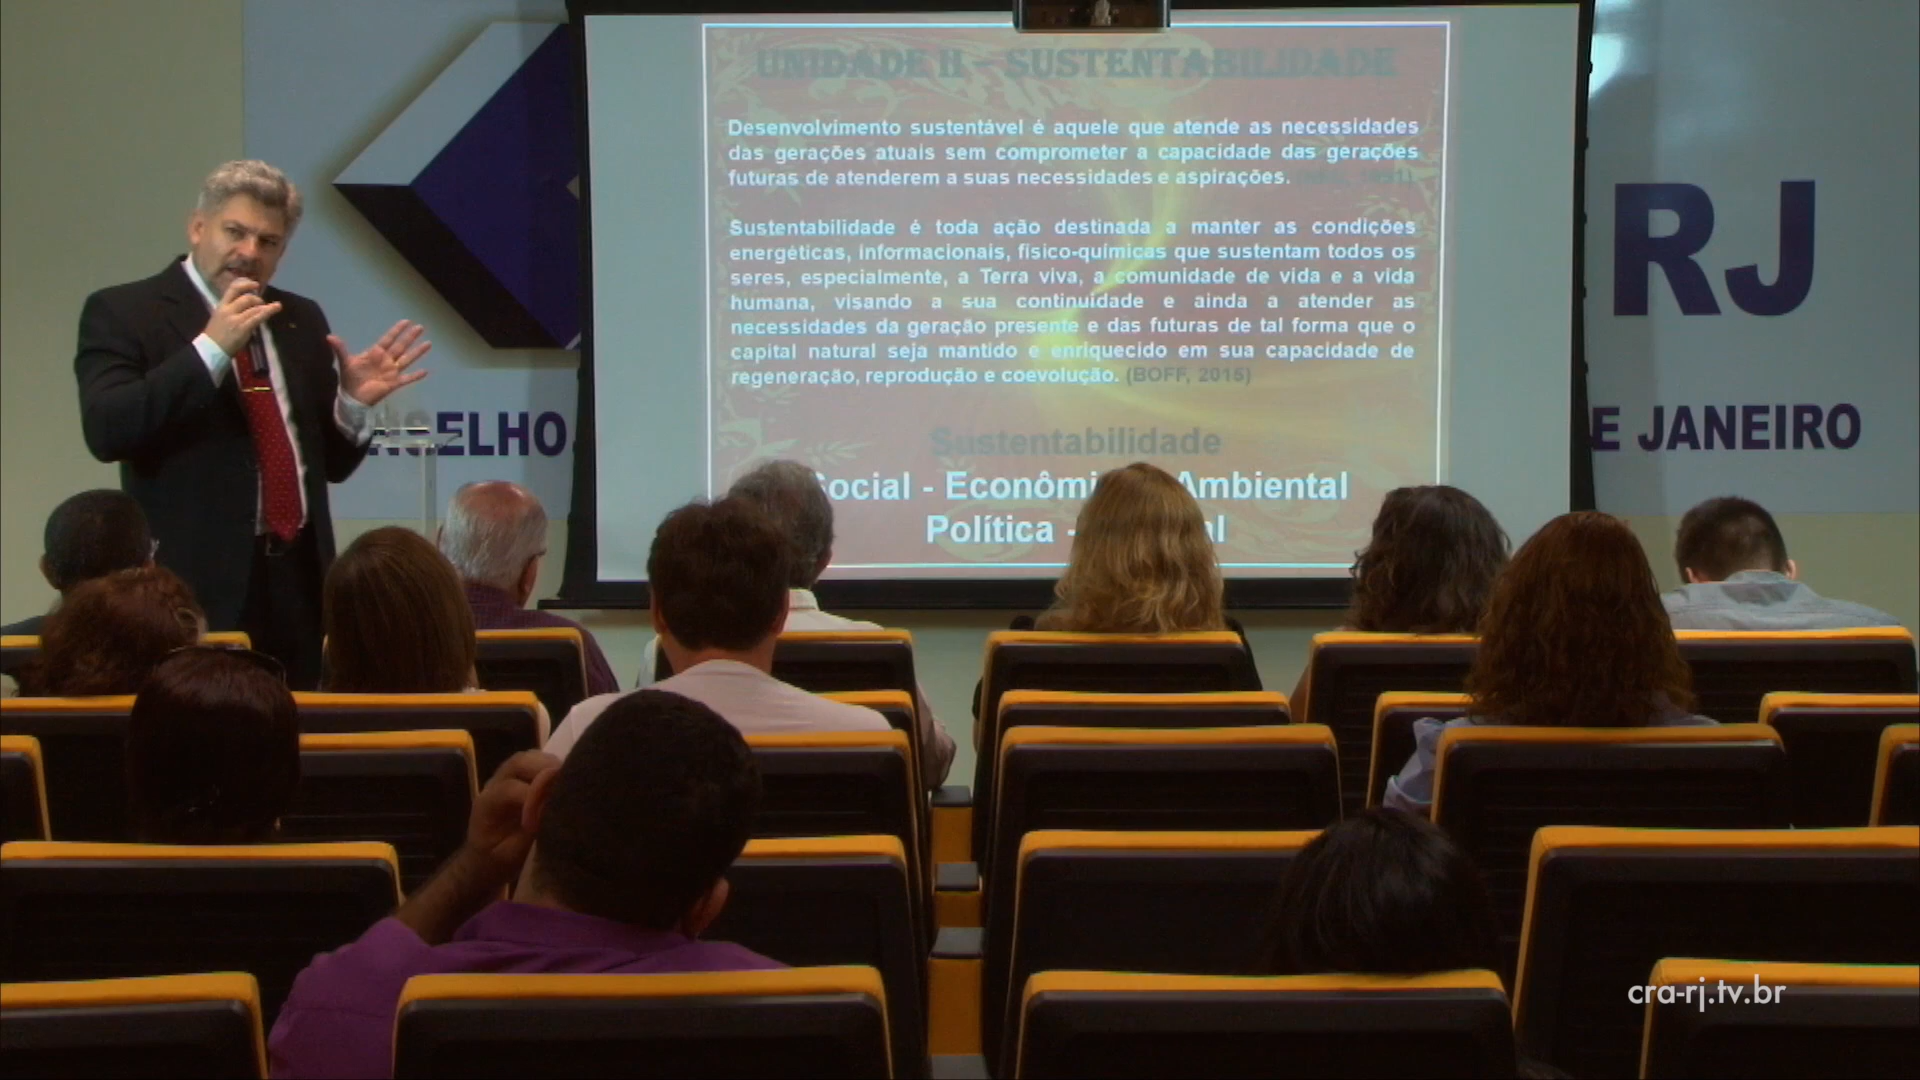 UNIDADE II - SUSTENTABILIDADE
Desenvolvimento sustentável é aquele que atende as necessidades
das gerações atuais sem comprometer a capacidade das gerações
futuras de atenderem a suas necessidades e aspirações.
Sustentabilidade é toda ação destinada a manter as condições
energéticas, informacionais, físico-químicas que sustentam todos os
seres, especialmente, a Terra viva, a comunidade de vida e a vida
humana, visando a sua continuidade e ainda a atender as
necessidades da geração presente e das futuras de tal forma que o
capital natural seja mantido e enriquecido em sua capacidade de
regeneração, reprodução e coevolução. (BOFF, 2015)
Sustentabilidade
ocial - Econômi Ambiental
Política - al
RJ
NSELHO
E JANEIRO
cra-rj.tv.br